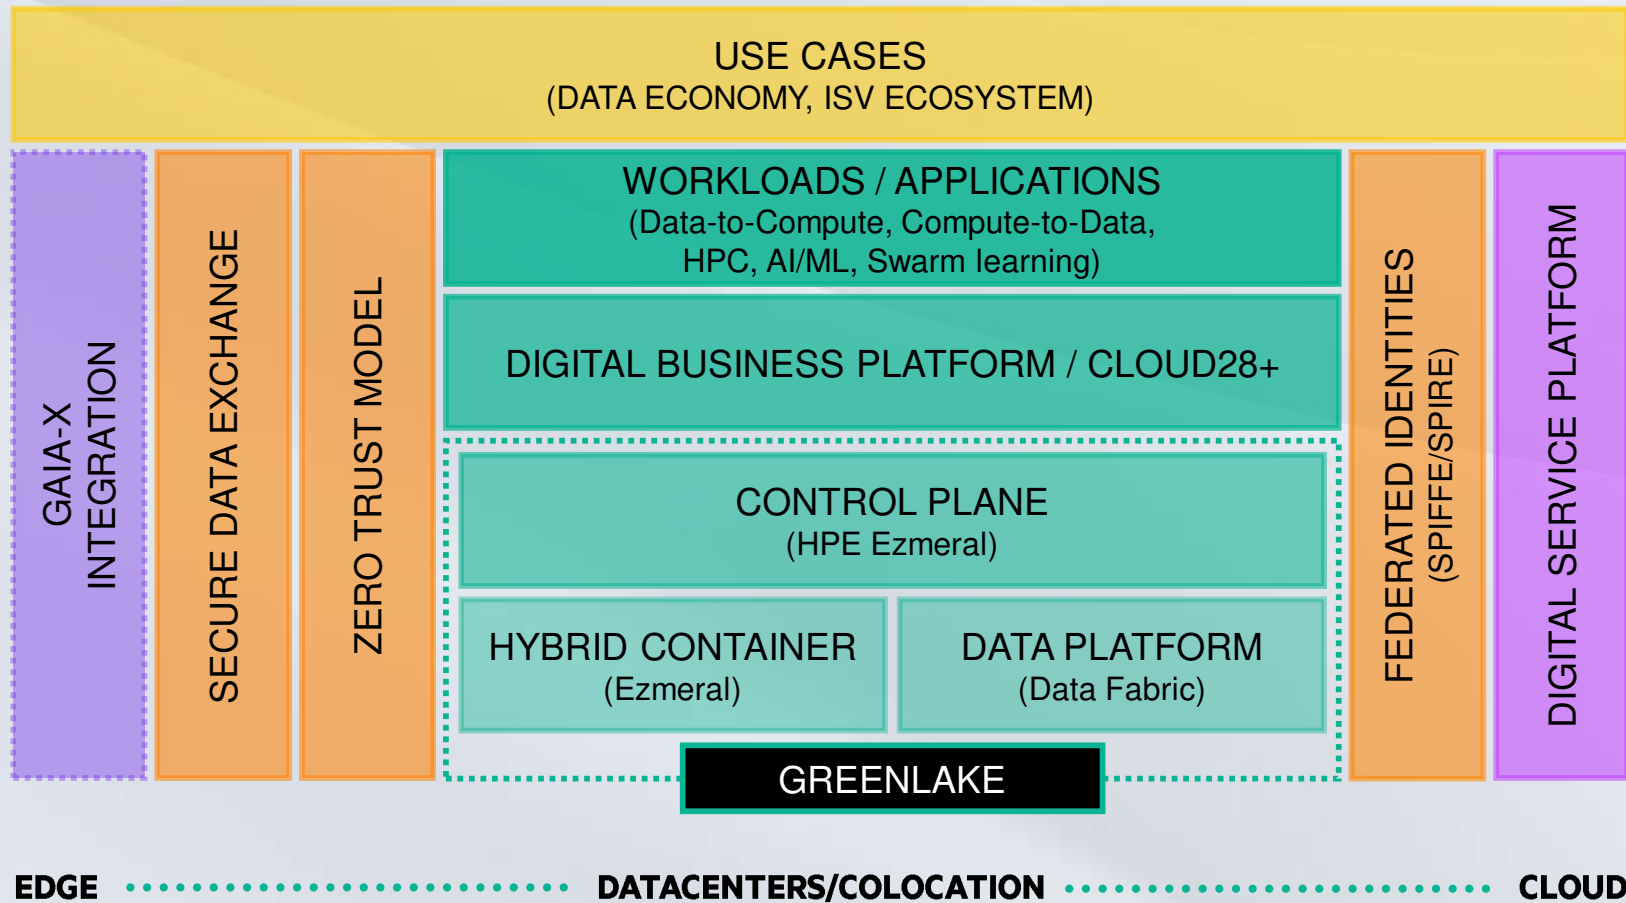 USE CASES
(DATA ECONOMY, ISV ECOSYSTEM)
GAIA-X
INTEGRATION
SECURE DATA EXCHANGE
ZERO TRUST MODEL
WORKLOADS / APPLICATIONS
(Data-to-Compute, Compute-to-Data,
HPC, AI/ML, Swarm learning)
DIGITAL BUSINESS PLATFORM / CLOUD28+
CONTROL PLANE
(HPE Ezmeral)
HYBRID CONTAINER
(Ezmeral)
DATA PLATFORM
(Data Fabric)
GREENLAKE
FEDERATED IDENTITIES
(SPIFFE/SPIRE)
DIGITAL SERVICE PLATFORM
EDGE
DATACENTERS/COLOCATION
CLOUD